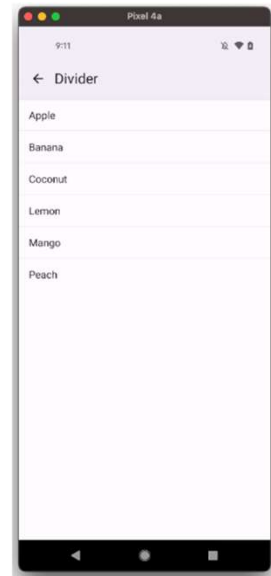 Pixel 4a
9:11
← Divider
Apple
Banana
Coconut
Lemon
Mango
Peach